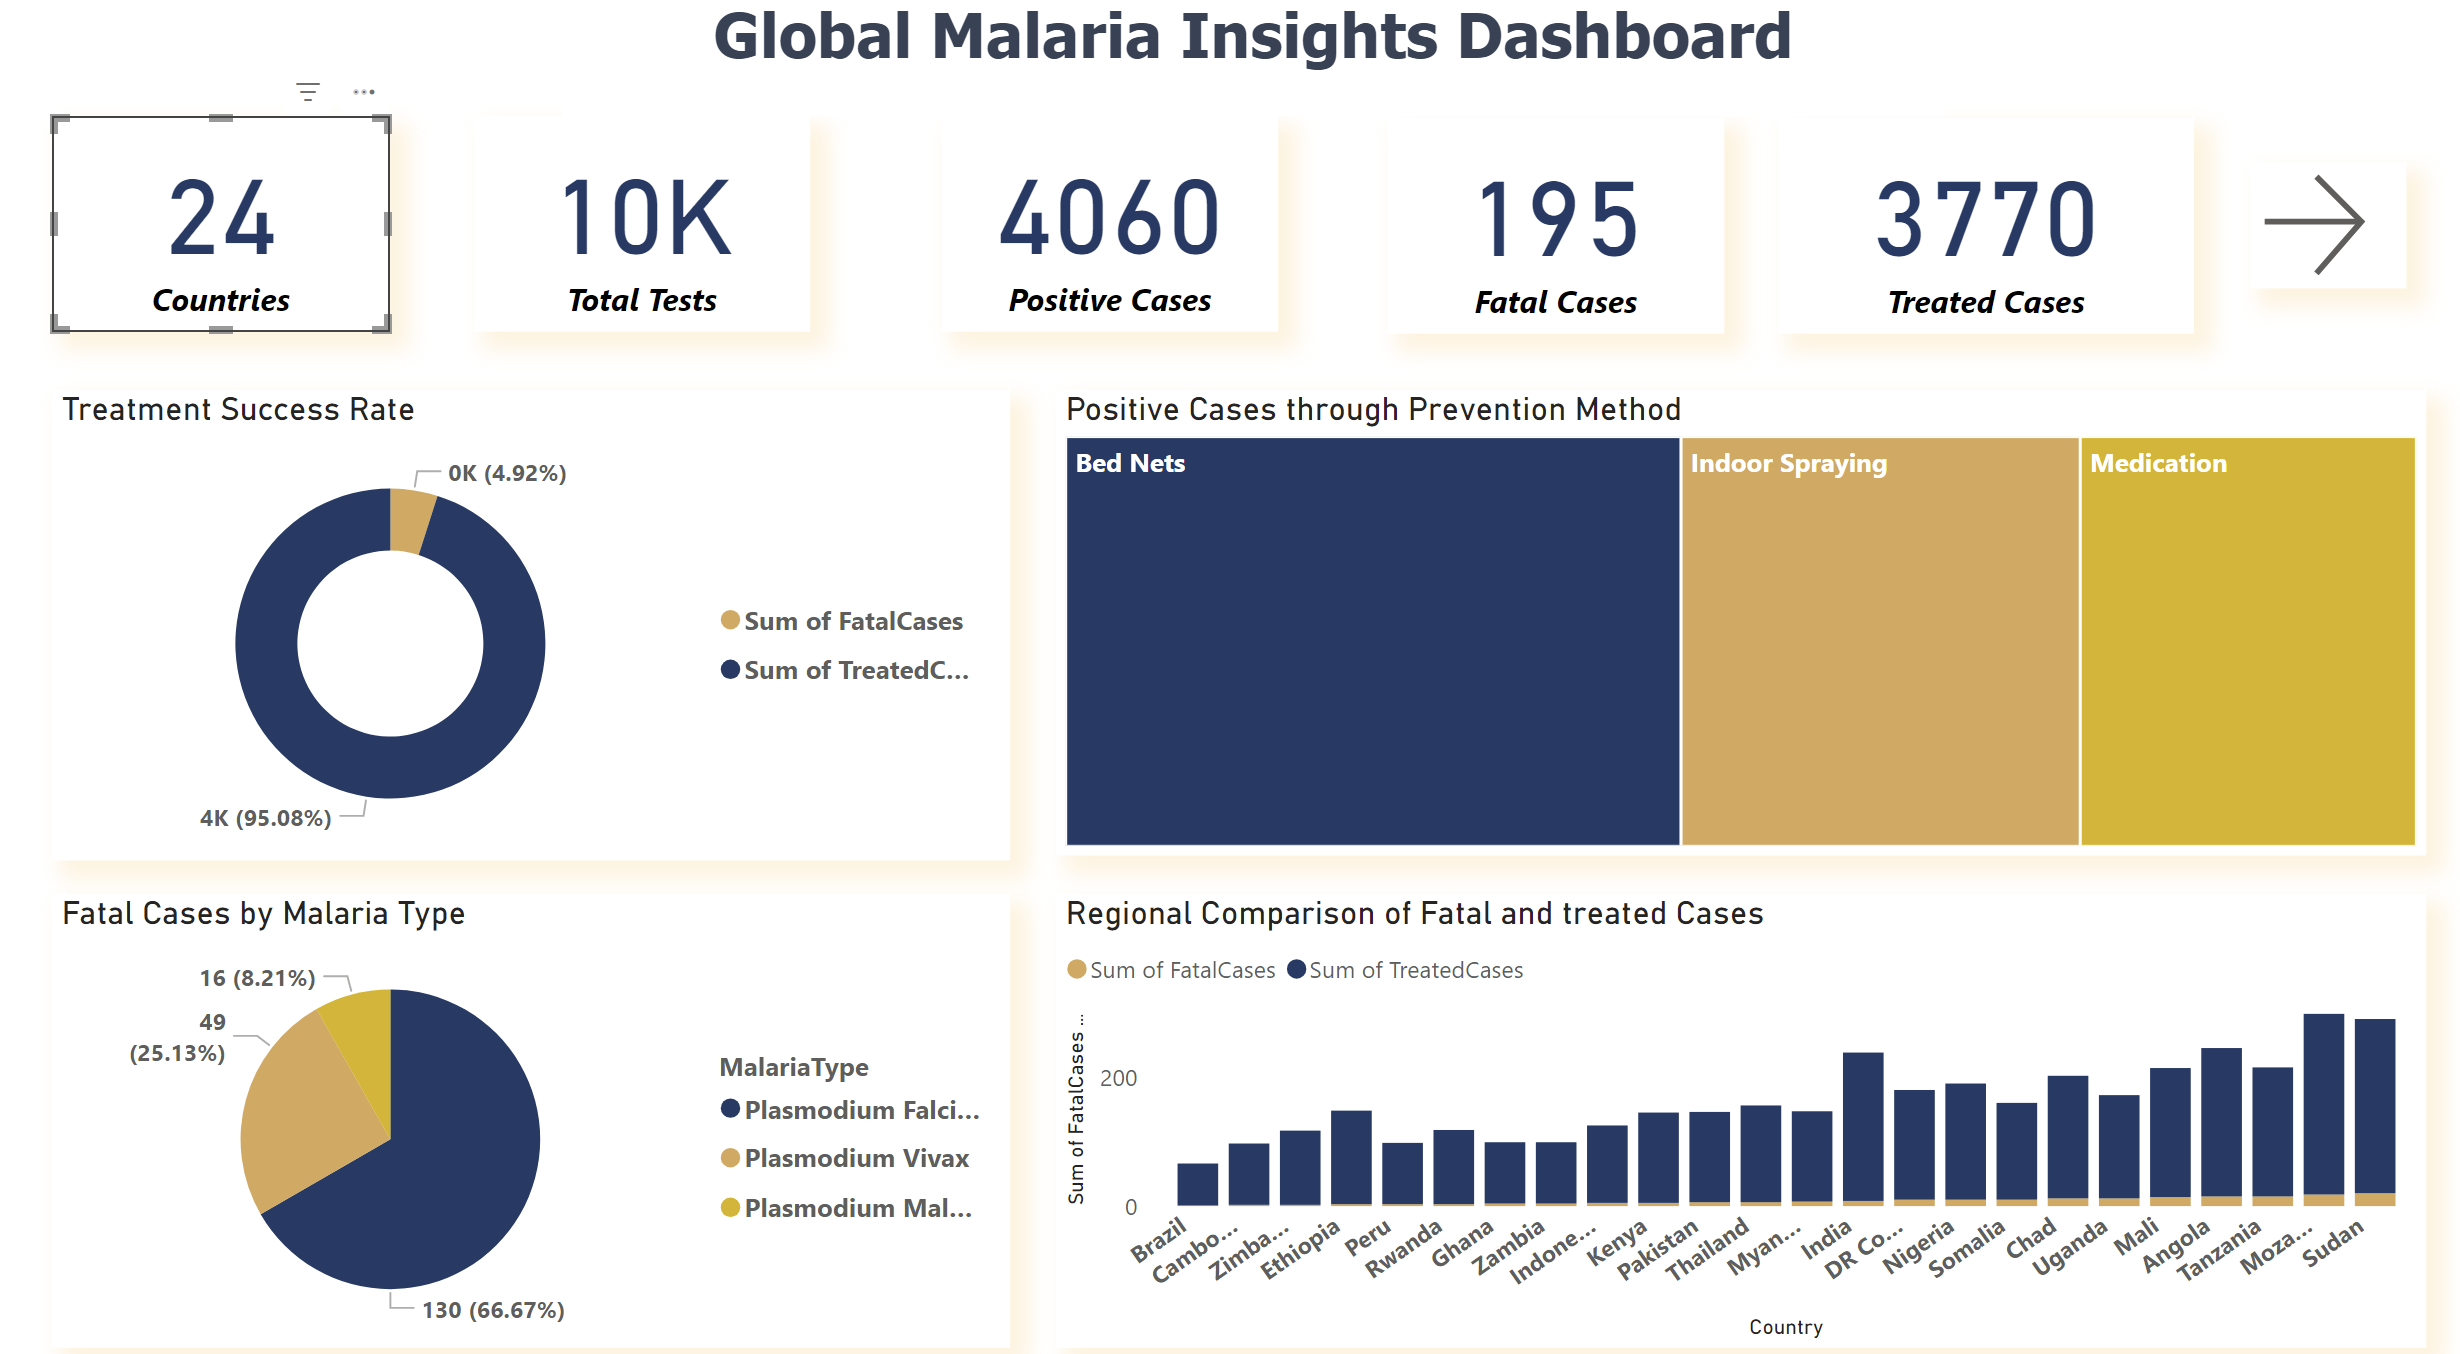 Global Malaria Insights Dashboard
24
Countries
10K
Total Tests
4060
Positive Cases
195
Fatal Cases
3770
Treated Cases
Treatment Success Rate
0K (4.92%)
4K (95.08%)
Sum of FatalCases
Sum of TreatedC...
Positive Cases through Prevention Method
Bed Nets
Indoor Spraying
Medication
Fatal Cases by Malaria Type
16 (8.21%)
49
(25.13%)
130 (66.67%)
MalariaType
Plasmodium Falci...
Plasmodium Vivax
Plasmodium Mal...
Regional Comparison of Fatal and treated Cases
Sum of FatalCases
Sum of TreatedCases
Sum of FatalCases ...
200
0
Brazil
Cambo...
Zimba...
Ethiopia
Peru
Rwanda
Ghana
Zambia
Indone...
Kenya
Pakistan
Thailand
Myan...
India
DR Co...
Nigeria
Somalia
Chad
Uganda
Mali
Angola
Tanzania
Moza...
Sudan
Country